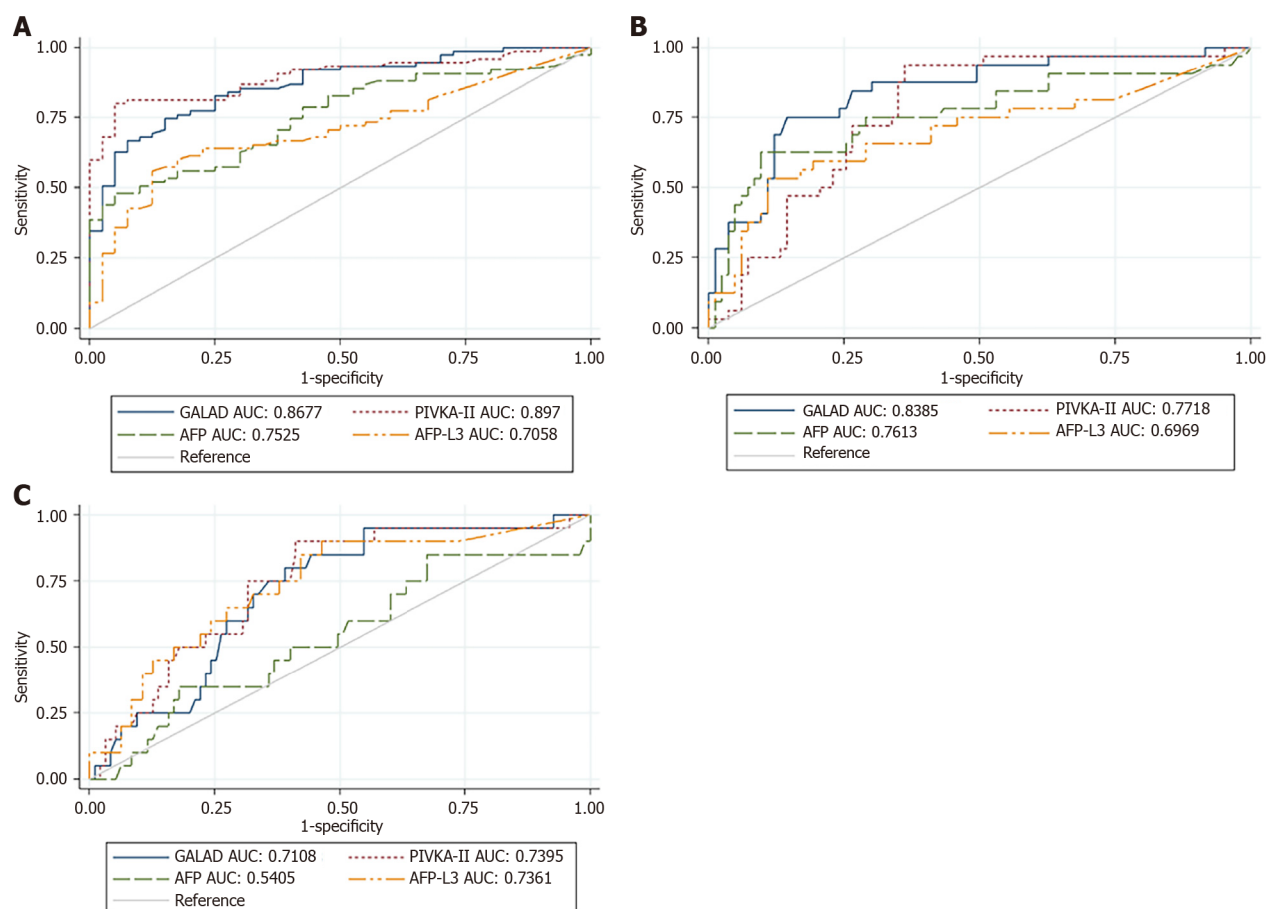 A
1.00
0.75
0.50
0.25
0.00
Sensitivity
0.00 0.25 0.50 0.75 1.00
1-specificity
GALAD AUC: 0.8677 PIVKA-II AUC: 0.897
AFP AUC: 0.7525 AFP-L3 AUC: 0.7058
Reference
B
1.00
0.75
0.50
0.25
0.00
Sensitivity
0.00 0.25 0.50 0.75 1.00
1-specificity
GALAD AUC: 0.8385 PIVKA-II AUC: 0.7718
AFP AUC: 0.7613 AFP-L3 AUC: 0.6969
Reference
C
1.00
0.75
0.50
0.25
0.00
Sensitivity
0.00 0.25 0.50 0.75 1.00
1-specificity
GALAD AUC: 0.7108 PIVKA-II AUC: 0.7395
AFP AUC: 0.5405 AFP-L3 AUC: 0.7361
Reference